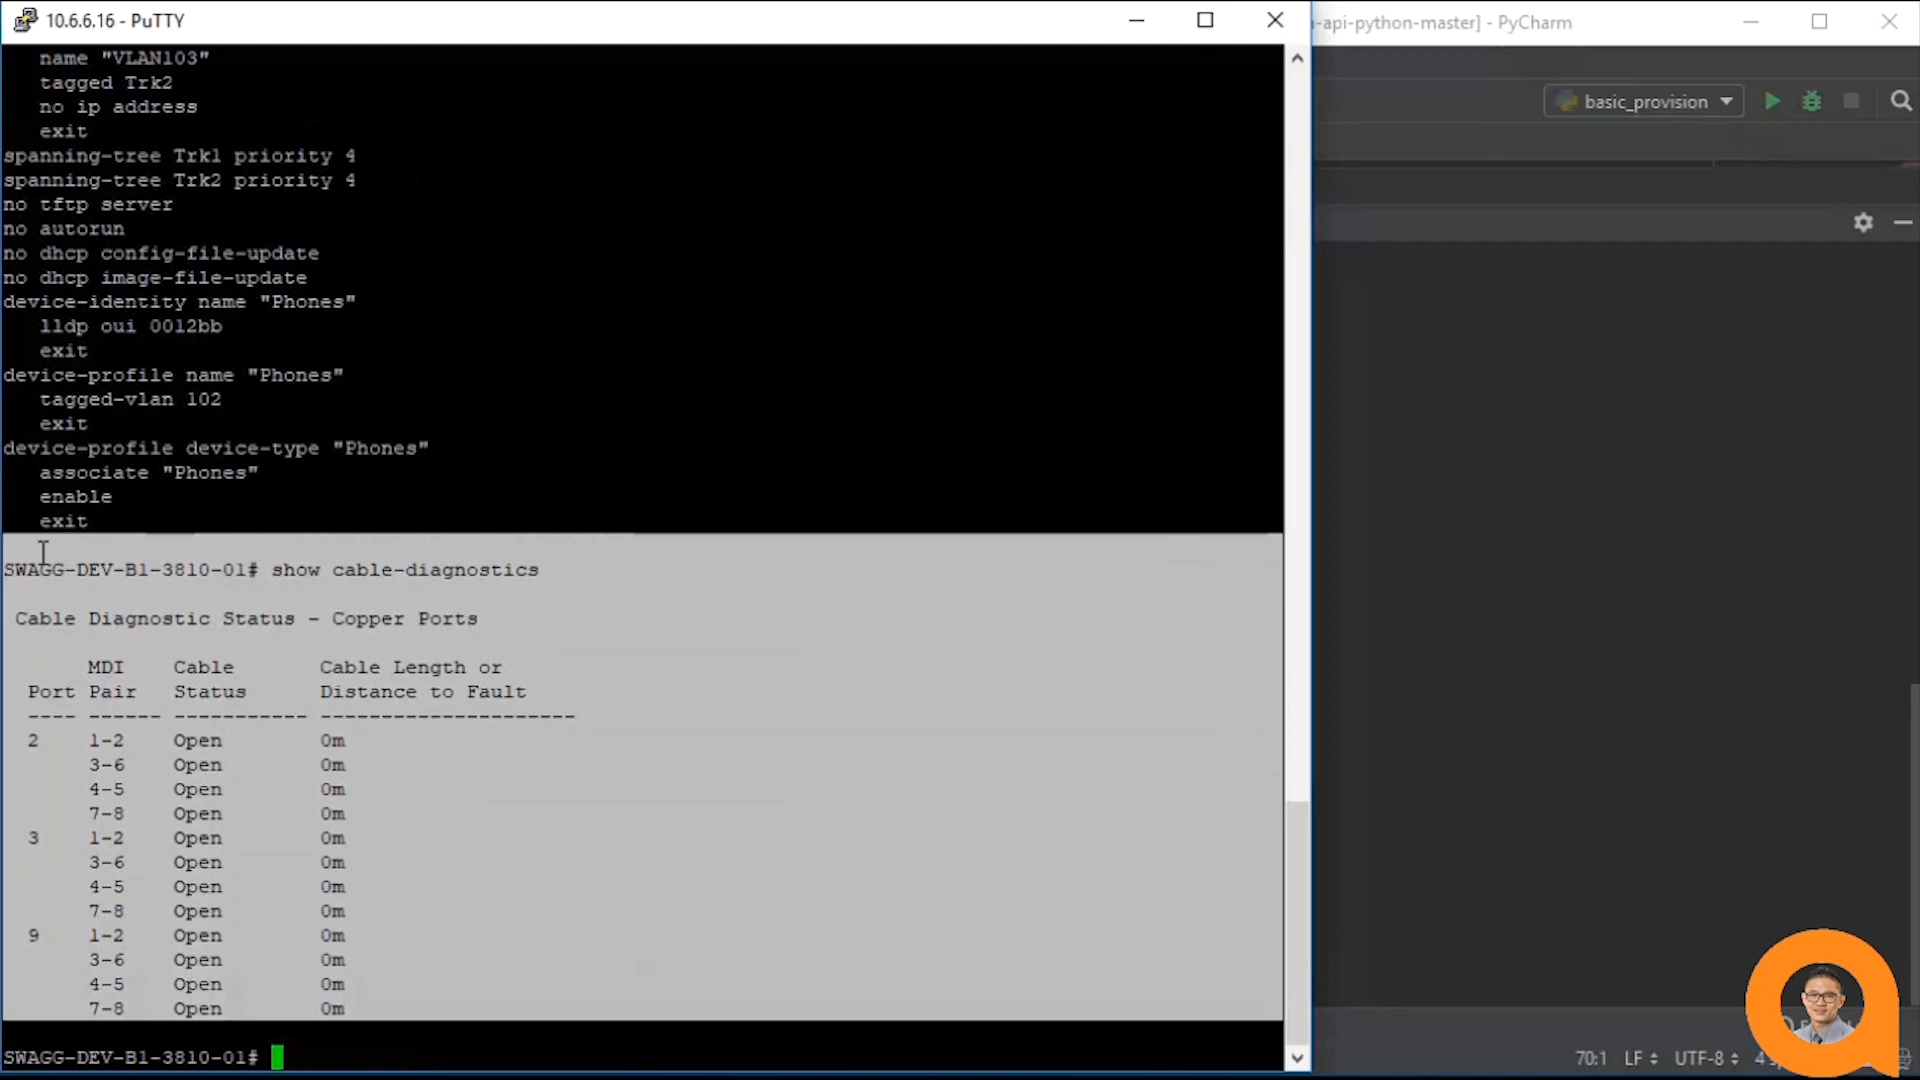 10.6.6.16 - PuTTY
-api-python-master] - PyCharm
basic_provision
name "VLAN103"
tagged Trk2
no ip address
exit
spanning-tree Trk1 priority 4
spanning-tree Trk2 priority 4
no tftp server
no autorun
no dhcp config-file-update
no dhcp image-file-update
device-identity name "Phones"
lldp oui 0012bb
exit
device-profile name "Phones"
tagged-vlan 102
exit
device-profile device-type "Phones"
associate "Phones"
enable
exit
SWAGG-DEV-B1-3810-01# show cable-diagnostics
Cable Diagnostic Status - Copper Ports
MDI Cable Cable Length or
Port Pair Status Distance to Fault
---- ------ ----------- ---------------------
2 1-2 Open 0m
3-6 Open 0m
4-5 Open 0m
7-8 Open 0m
3 1-2 Open 0m
3-6 Open 0m
4-5 Open 0m
7-8 Open 0m
9 1-2 Open 0m
3-6 Open 0m
4-5 Open 0m
7-8 Open 0m
SWAGG-DEV-B1-3810-01#
70:1 LF UTF-8 4